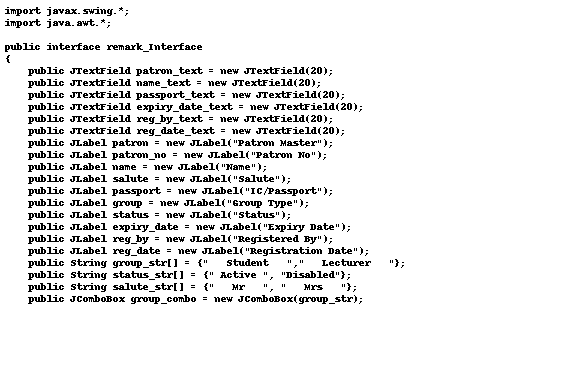 import javax.swing.*;
import java.awt.*;

public interface remark_Interface
{
    public JTextField patron_text = new JTextField(20);
    public JTextField name_text = new JTextField(20);
    public JTextField passport_text = new JTextField(20);
    public JTextField expiry_date_text = new JTextField(20);
    public JTextField reg_by_text = new JTextField(20);
    public JTextField reg_date_text = new JTextField(20);
    public JLabel patron = new JLabel("Patron Master");
    public JLabel patron_no = new JLabel("Patron No");
    public JLabel name = new JLabel("Name");
    public JLabel salute = new JLabel("Salute");
    public JLabel passport = new JLabel("IC/Passport");
    public JLabel group = new JLabel("Group Type");
    public JLabel status = new JLabel("Status");
    public JLabel expiry_date = new JLabel("Expiry Date");
    public JLabel reg_by = new JLabel("Registered By");
    public JLabel reg_date = new JLabel("Registration Date");
    public String group_str[] = {"   Student   ","   Lecturer   "};
    public String status_str[] = {" Active ", "Disabled"};
    public String salute_str[] = {"   Mr   ", "   Mrs   "};
    public JComboBox group_combo = new JComboBox(group_str);